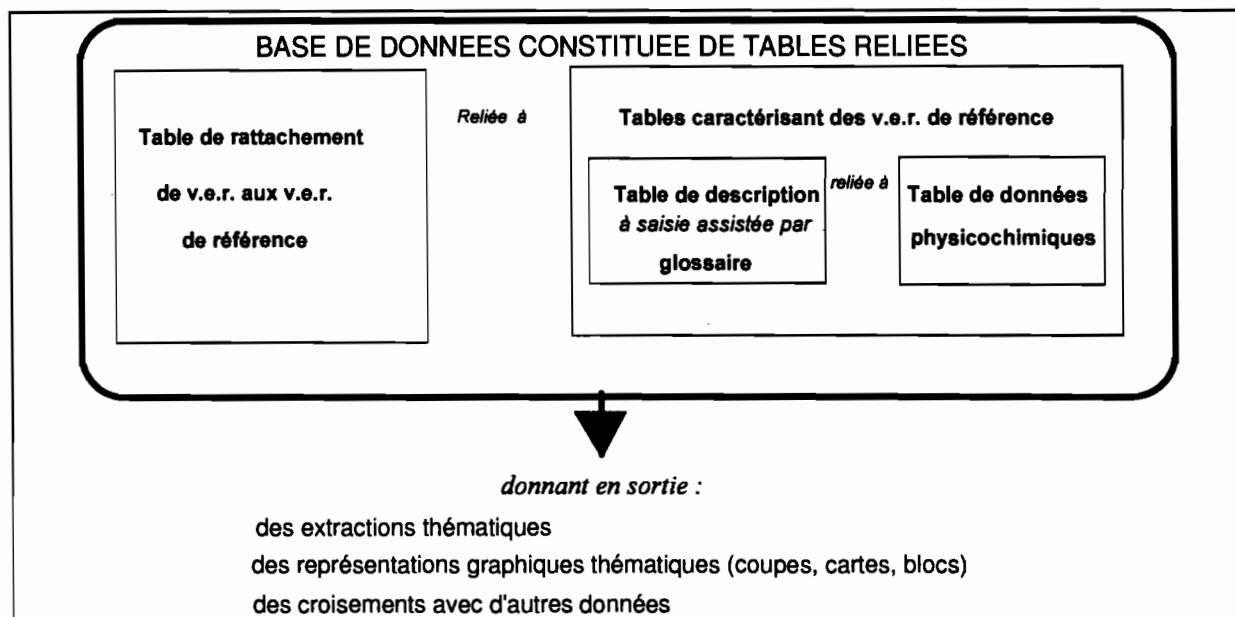 BASE DE DONNEES CONSTITUEE DE TABLES RELIEES
Table de rattachement
de v.e.r. aux v.e.r.
de référence
Reliée à
Tables caractérisant des v.e.r. de référence
Table de description
à saisie assistée par
glossaire
reliée à
Table de données
physicochimiques
donnant en sortie :
des extractions thématiques
des représentations graphiques thématiques (coupes, cartes, blocs)
des croisements avec d'autres données